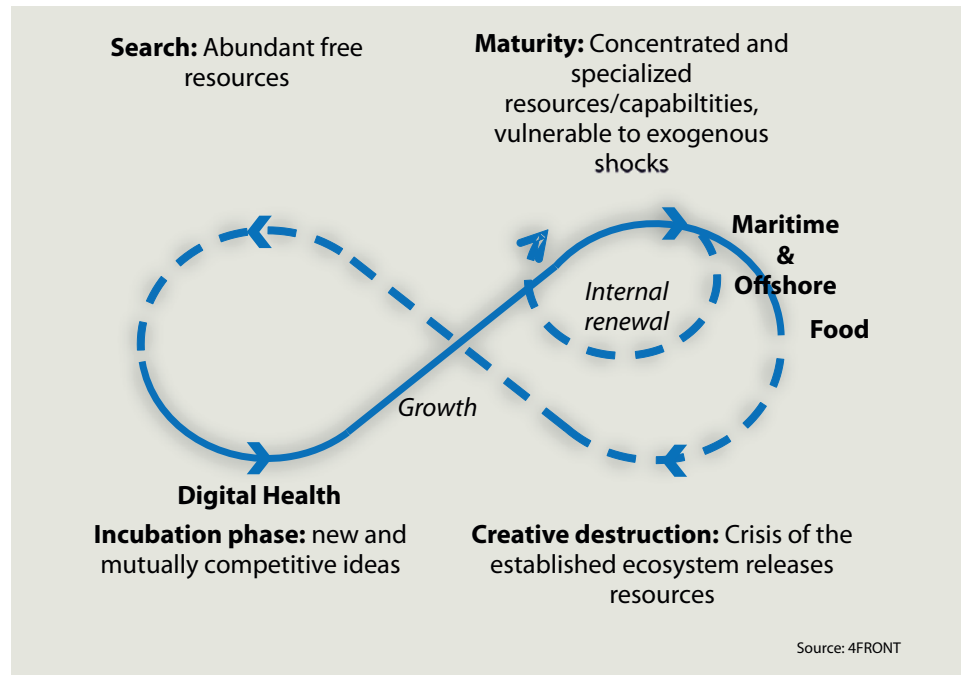 Search: Abundant free
resources
Maturity: Concentrated and
specialized
resources/capabiltities,
vulnerable to exogenous
shocks
Maritime
&
Offshore
Internal
renewal
Food
Growth
Digital Health
Incubation phase: new and
mutually competitive ideas
Creative destruction: Crisis of the
established ecosystem releases
resources
Source: 4FRONT